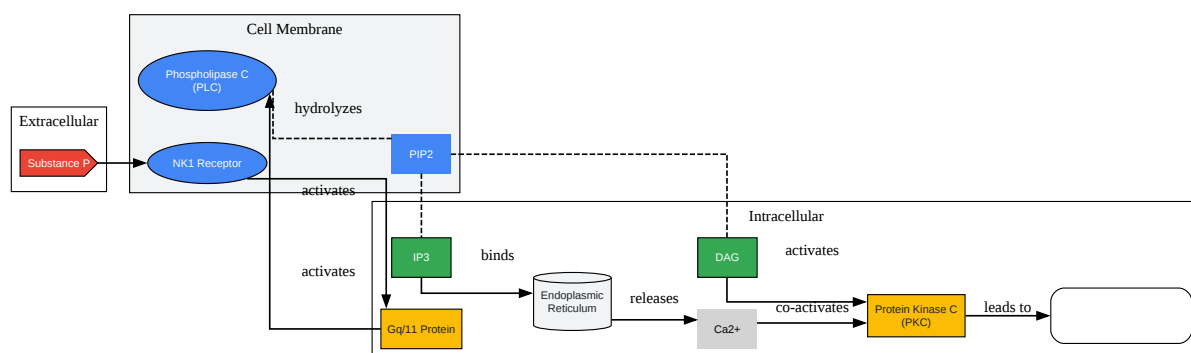 Cell Membrane
Phospholipase C
(PLC)
hydrolyzes
Extracellular
Substance P
NK1 Receptor
PIP2
activates
Intracellular
IP3
binds
DAG
activates
activates
Endoplasmic
Reticulum
releases
Ca2+
co-activates
Protein Kinase C
(PKC)
leads to
Gq/11 Protein